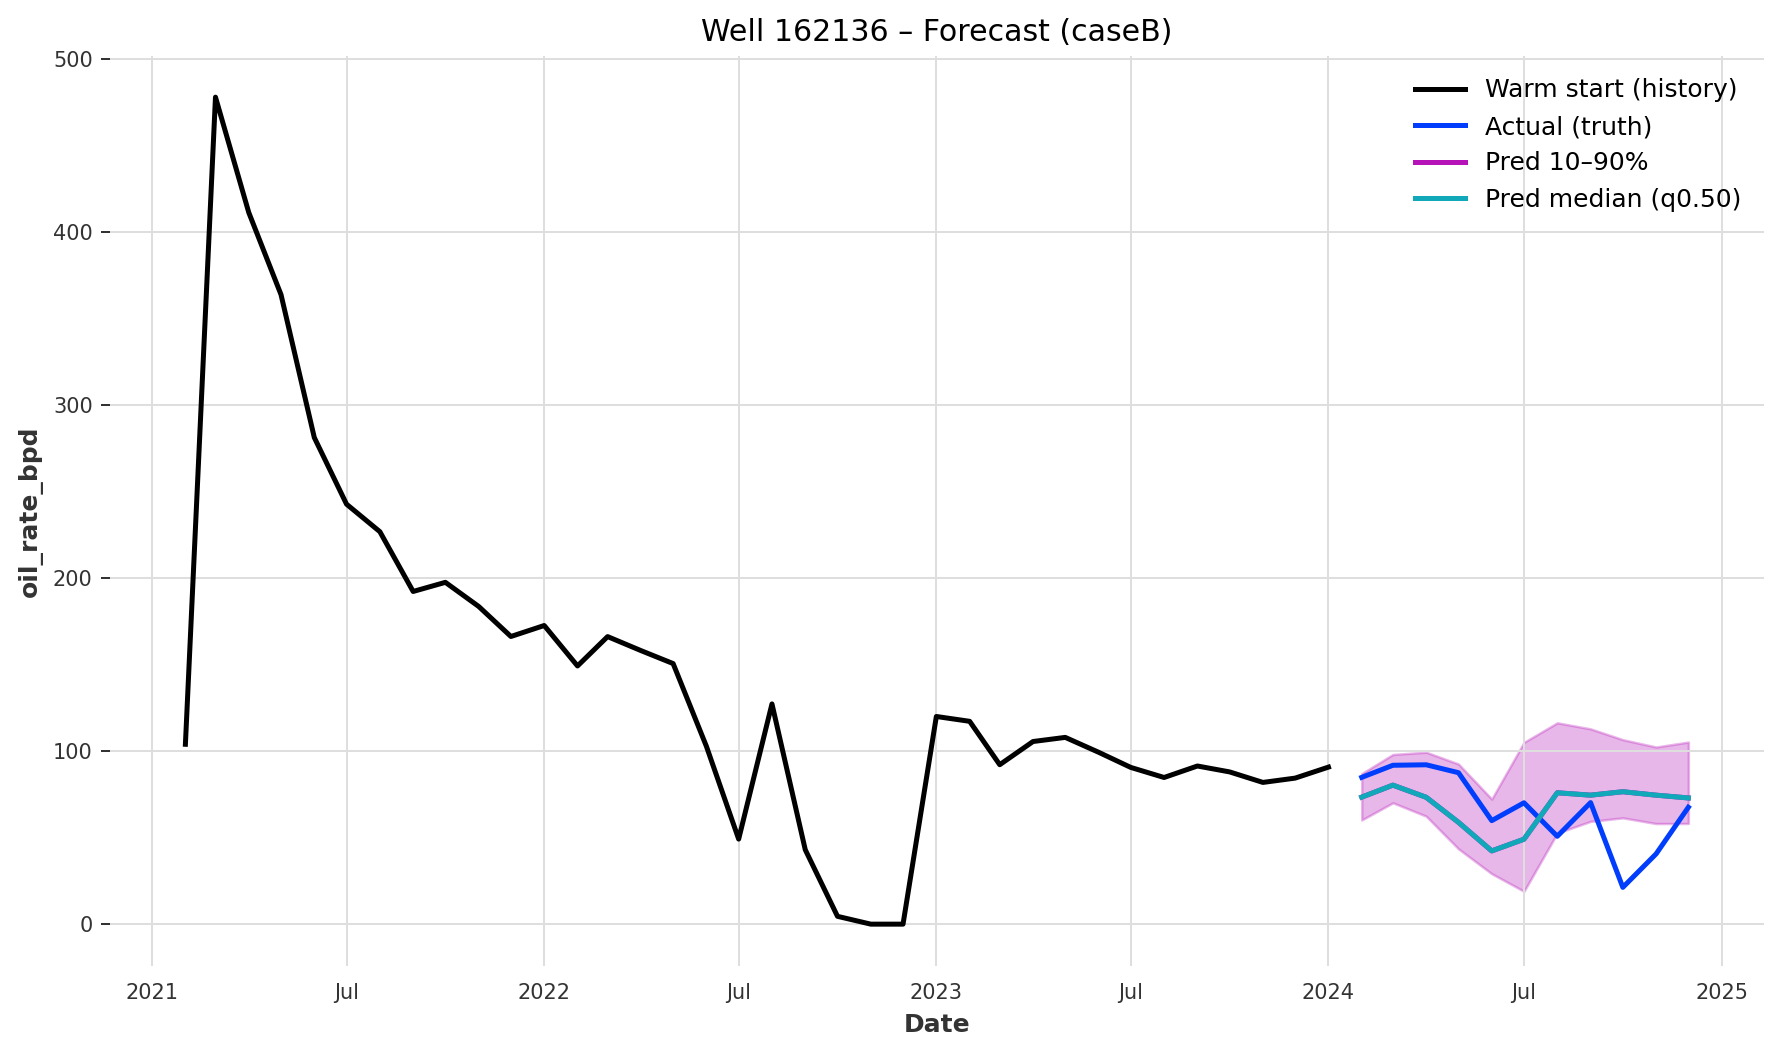 Well 162136 – Forecast (caseB)
Warm start (history)
Actual (truth)
Pred 10–90%
Pred median (q0.50)
oil_rate_bpd
500
400
300
200
100
0
2021
Jul
2022
Jul
2023
Jul
2024
Jul
2025
Date